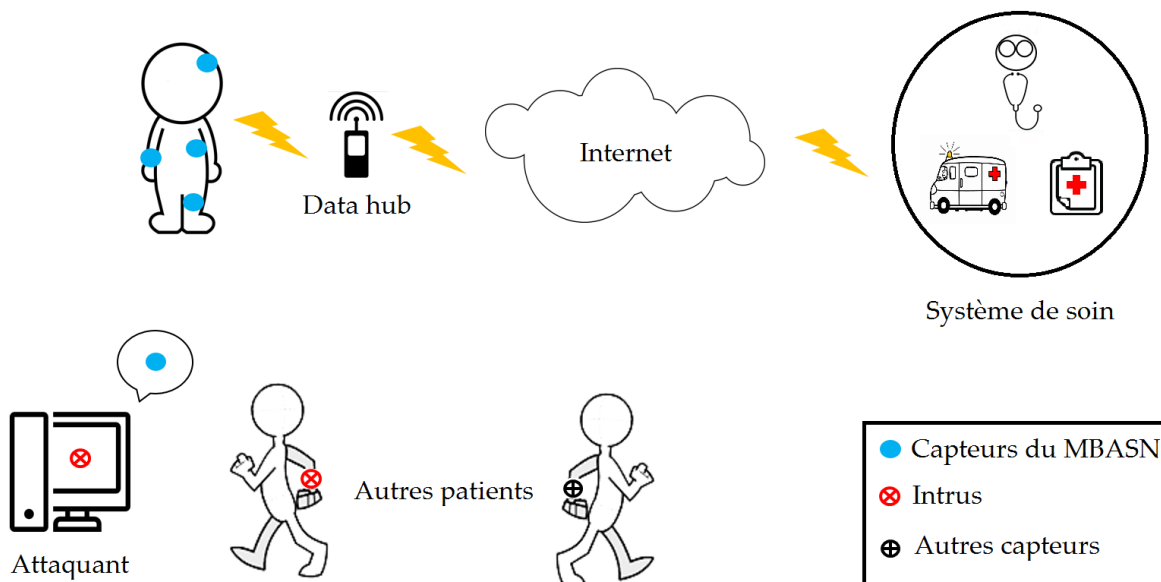 Internet
Data hub
Système de soin
Autres patients
Attaquant
Capteurs du MBASN
Intrus
Autres capteurs